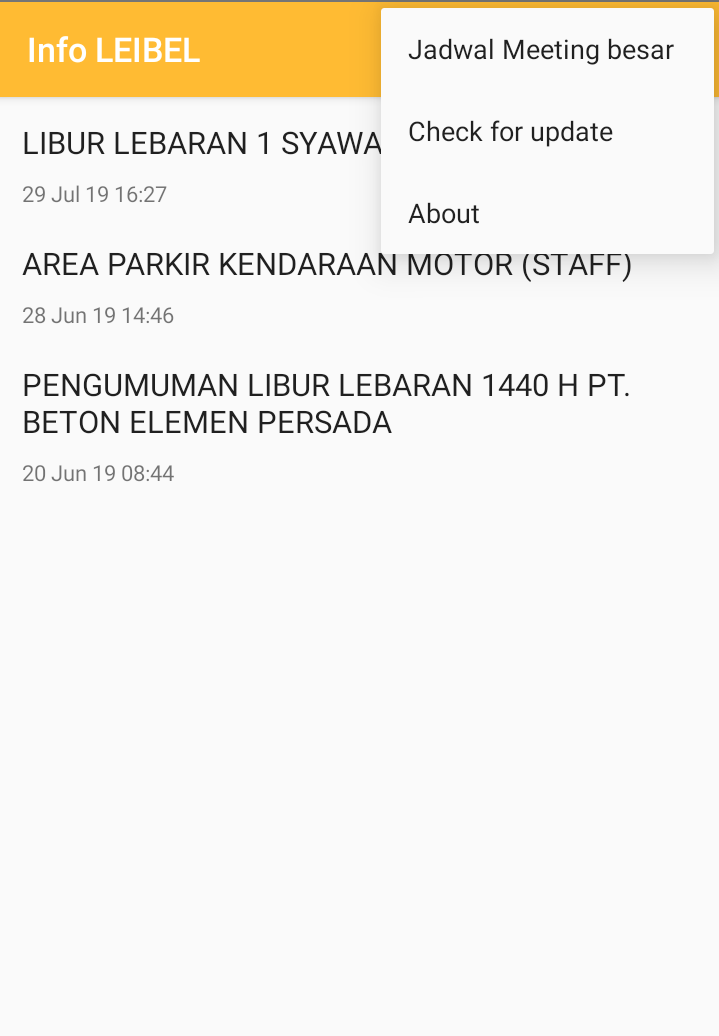 Info LEIBEL
Jadwal Meeting besar
Check for update
About
LIBUR LEBARAN 1 SYAWA
29 Jul 19 16:27
AREA PARKIR KENDARAAN MOTOR (STAFF)
28 Jun 19 14:46
PENGUMUMAN LIBUR LEBARAN 1440 H PT.
BETON ELEMEN PERSADA
20 Jun 19 08:44